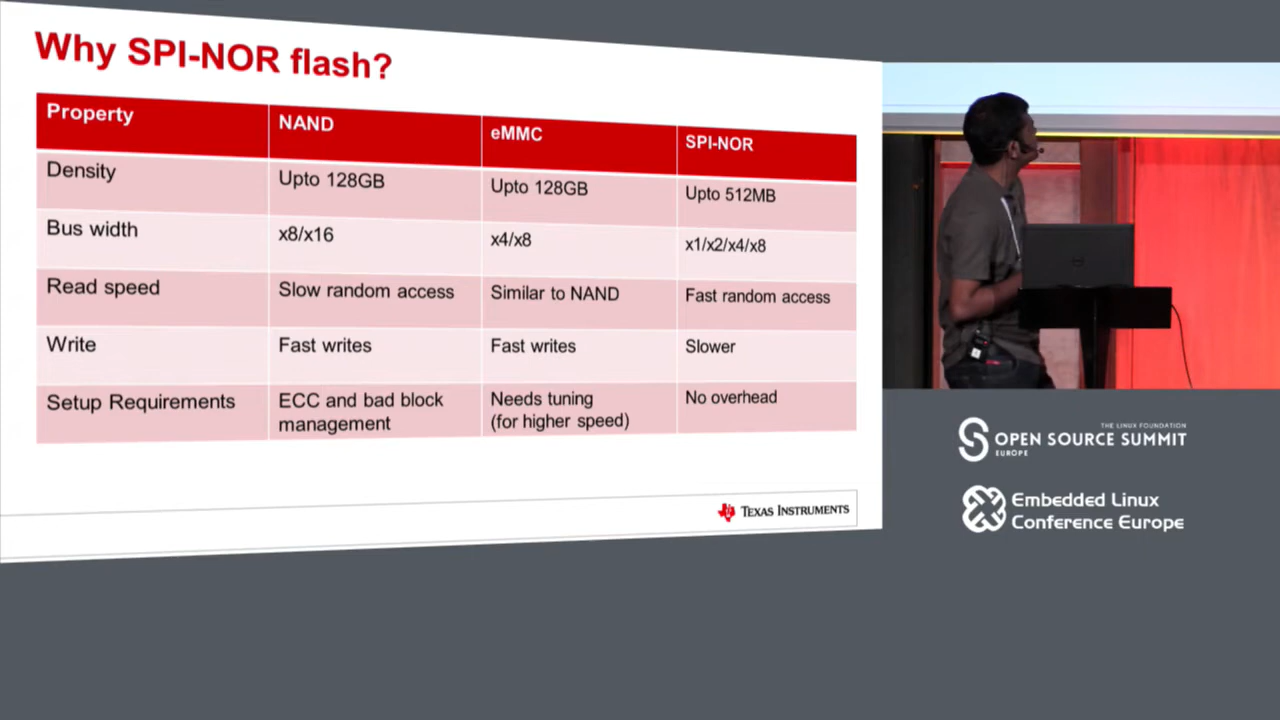 Why SPI-NOR flash?
Property NAND eMMC SPI-NOR
Density Upto 128GB Upto 128GB Upto 512MB
Bus width x8/x16 x4/x8 x1/x2/x4/x8
Read speed Slow random access Similar to NAND Fast random access
Write Fast writes Fast writes Slower
Setup Requirements ECC and bad block management Needs tuning (for higher speed) No overhead
TEXAS INSTRUMENTS
THE LINUX FOUNDATION
OPEN SOURCE SUMMIT
EUROPE
Embedded Linux
Conference Europe